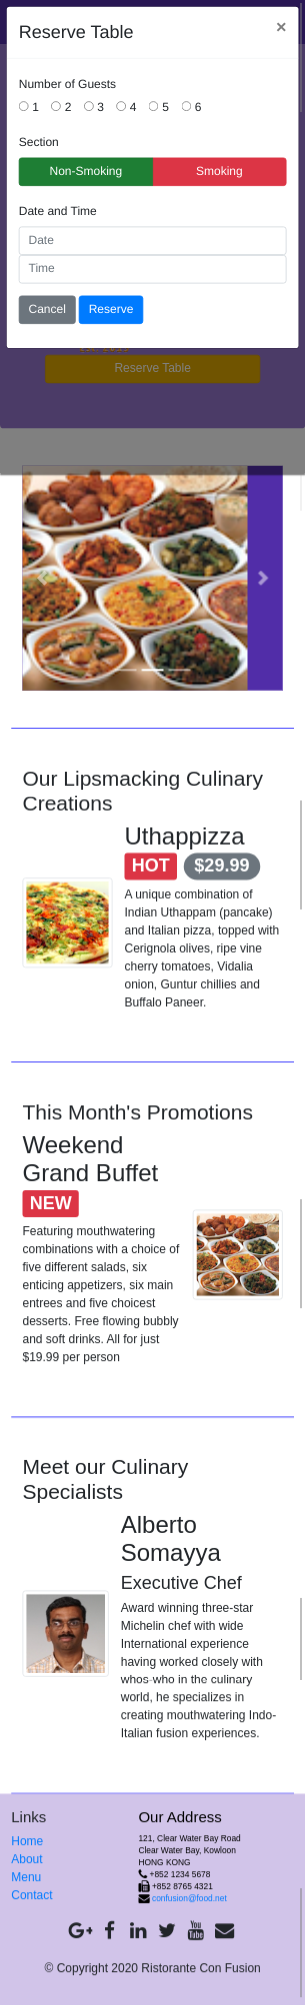 Reserve Table
×
Number of Guests
1 2 3 4 5 6
Section
Non-Smoking Smoking
Date and Time
Date
Time
Cancel Reserve
Reserve Table
Our Lipsmacking Culinary
Creations
Uthappizza
HOT $29.99
A unique combination of
Indian Uthappam (pancake)
and Italian pizza, topped with
Cerignola olives, ripe vine
cherry tomatoes, Vidalia
onion, Guntur chillies and
Buffalo Paneer.
This Month's Promotions
Weekend
Grand Buffet
NEW
Featuring mouthwatering
combinations with a choice of
five different salads, six
enticing appetizers, six main
entrees and five choicest
desserts. Free flowing bubbly
and soft drinks. All for just
$19.99 per person
Meet our Culinary
Specialists
Alberto
Somayya
Executive Chef
Award winning three-star
Michelin chef with wide
International experience
having worked closely with
whos-who in the culinary
world, he specializes in
creating mouthwatering Indo-
Italian fusion experiences.
Links
Home
About
Menu
Contact
Our Address
121, Clear Water Bay Road
Clear Water Bay, Kowloon
HONG KONG
+852 1234 5678
+852 8765 4321
confusion@food.net
© Copyright 2020 Ristorante Con Fusion